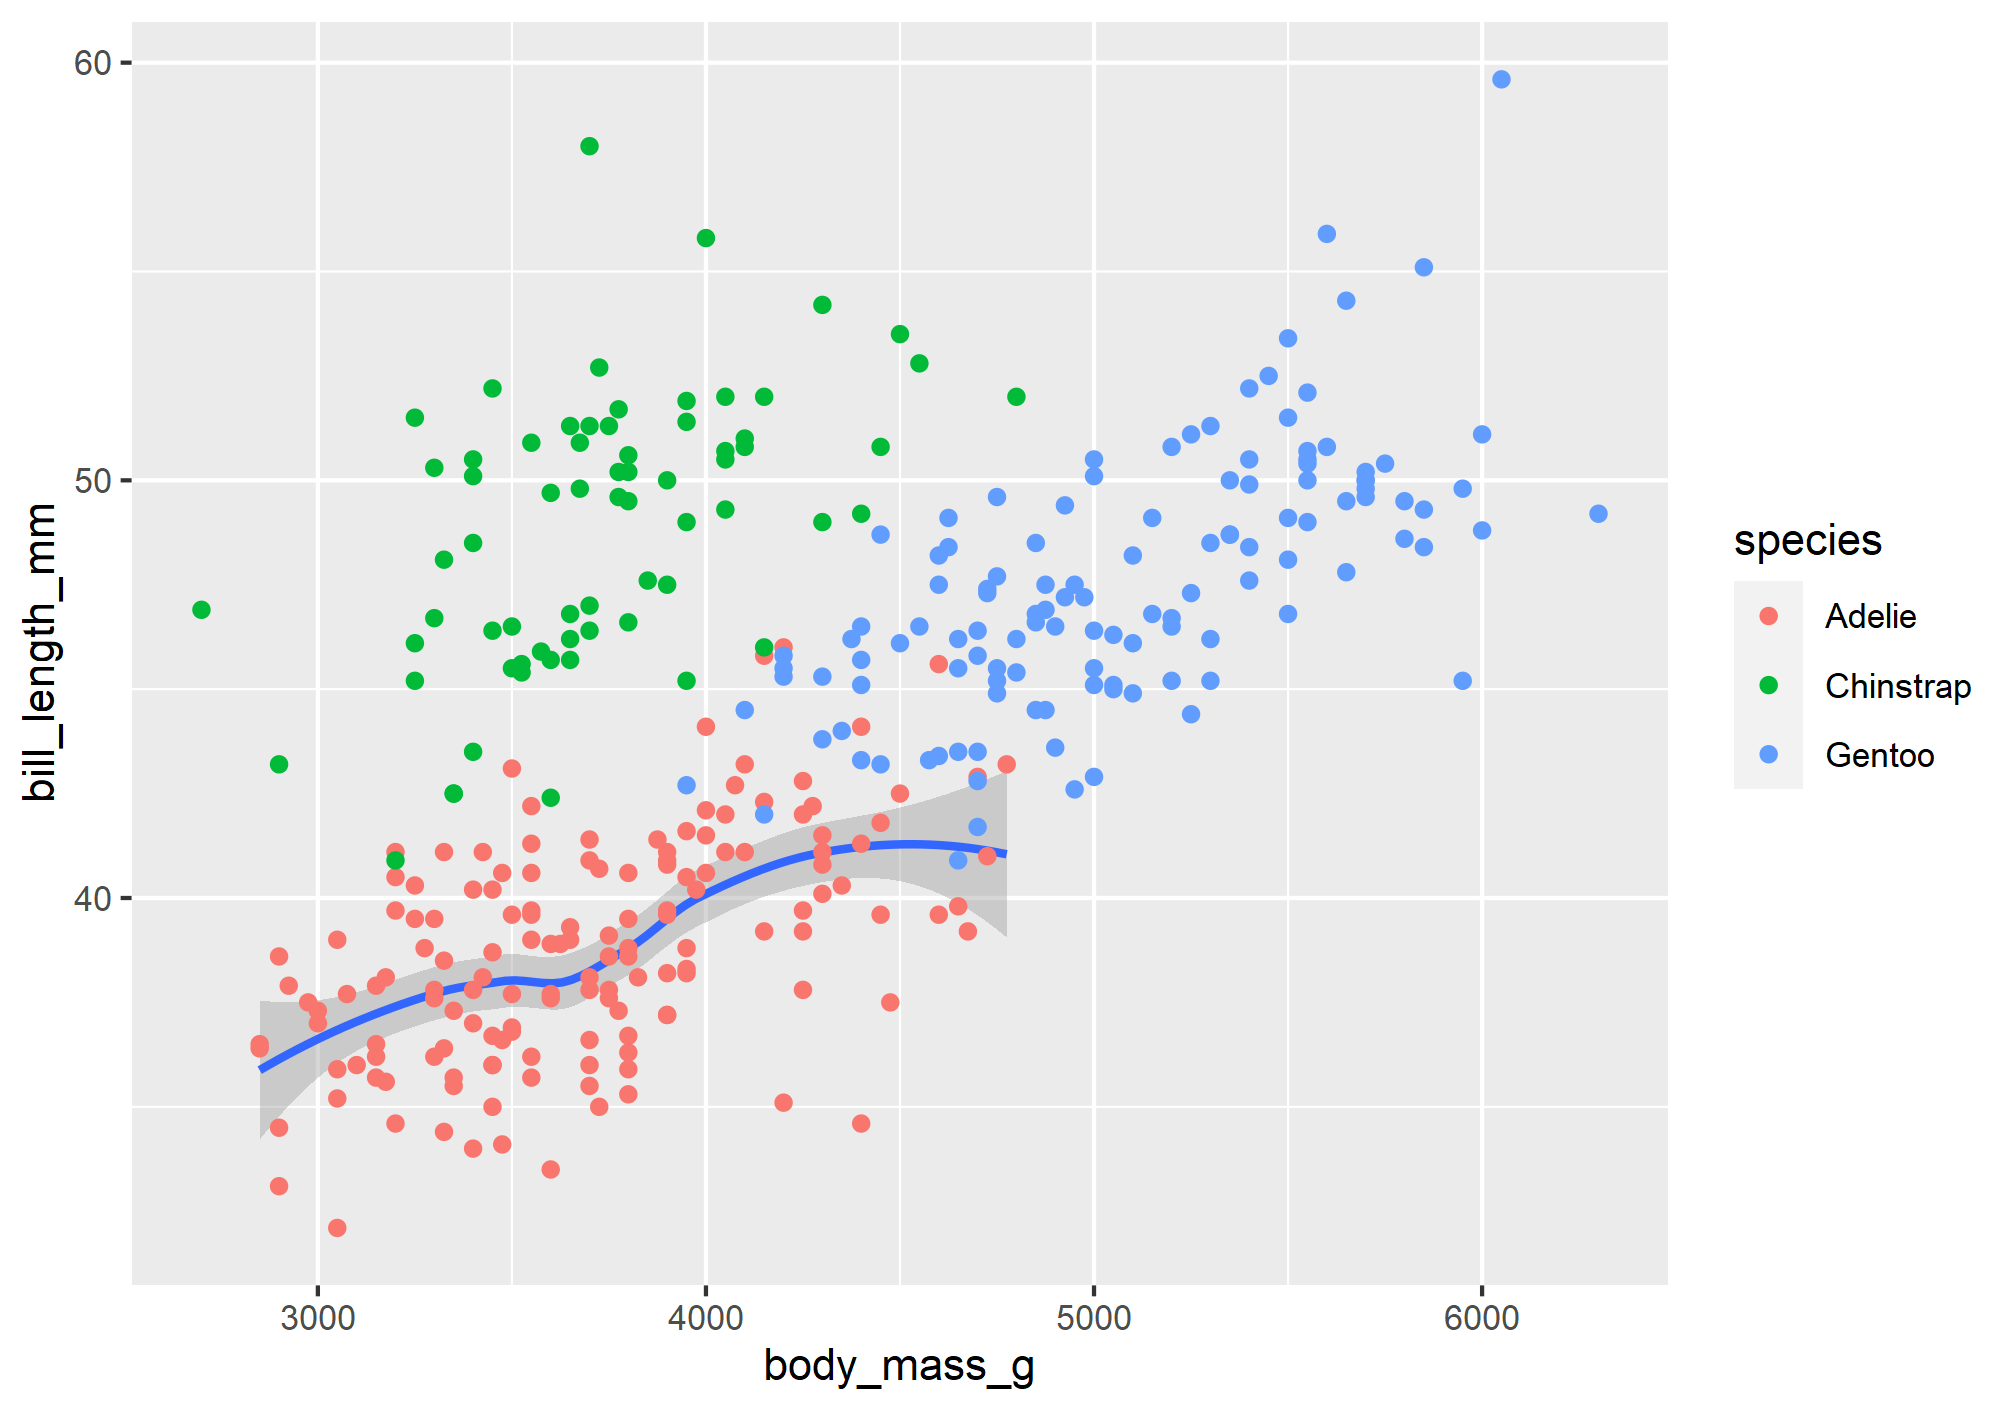 60
50
40
bill_length_mm
3000
4000
5000
6000
body_mass_g
species
Adelie
Chinstrap
Gentoo